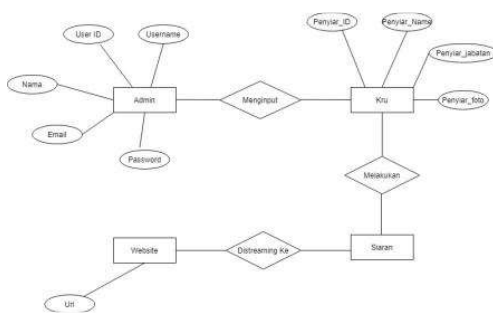 Penyiar_ID
Penyiar_Name
User ID
Username
Penyiar_jabatan
Nama
Admin
Menginput
Kru
Penyiar_foto
Email
Password
Melakukan
Website
Distreaming Ke
Siaran
Url